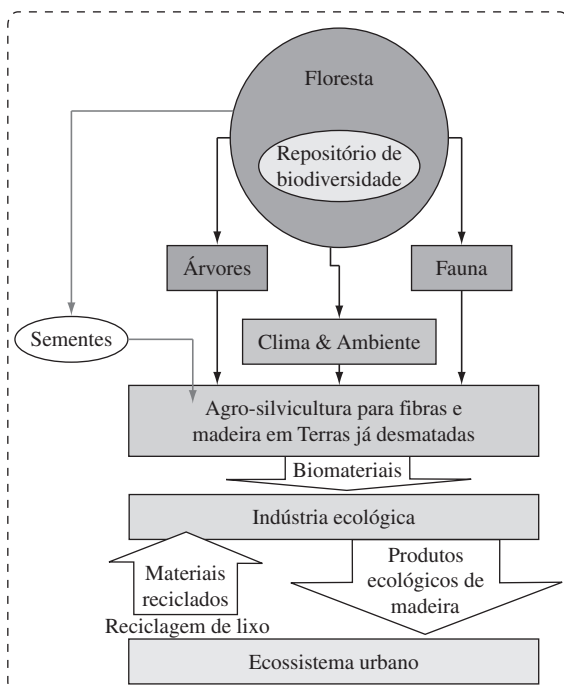 Floresta
Repositório de
biodiversidade
Árvores
Fauna
Sementes
Clima & Ambiente
Agro-silvicultura para fibras e
madeira em Terras já desmatadas
Biomateriais
Indústria ecológica
Materiais
reciclados
Reciclagem de lixo
Produtos
ecológicos de
madeira
Ecossistema urbano